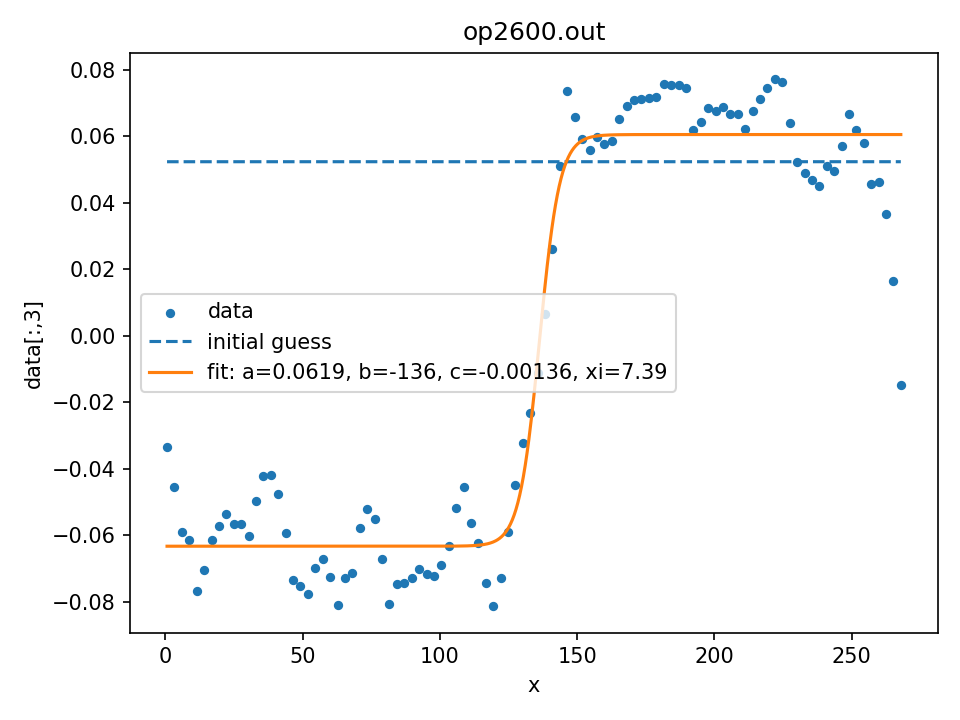 op2600.out
0.08
0.06
0.04
0.02
0.00
−0.02
−0.04
−0.06
−0.08
data[:,3]
data
initial guess
fit: a=0.0619, b=-136, c=-0.00136, xi=7.39
0 50 100 150 200 250
x